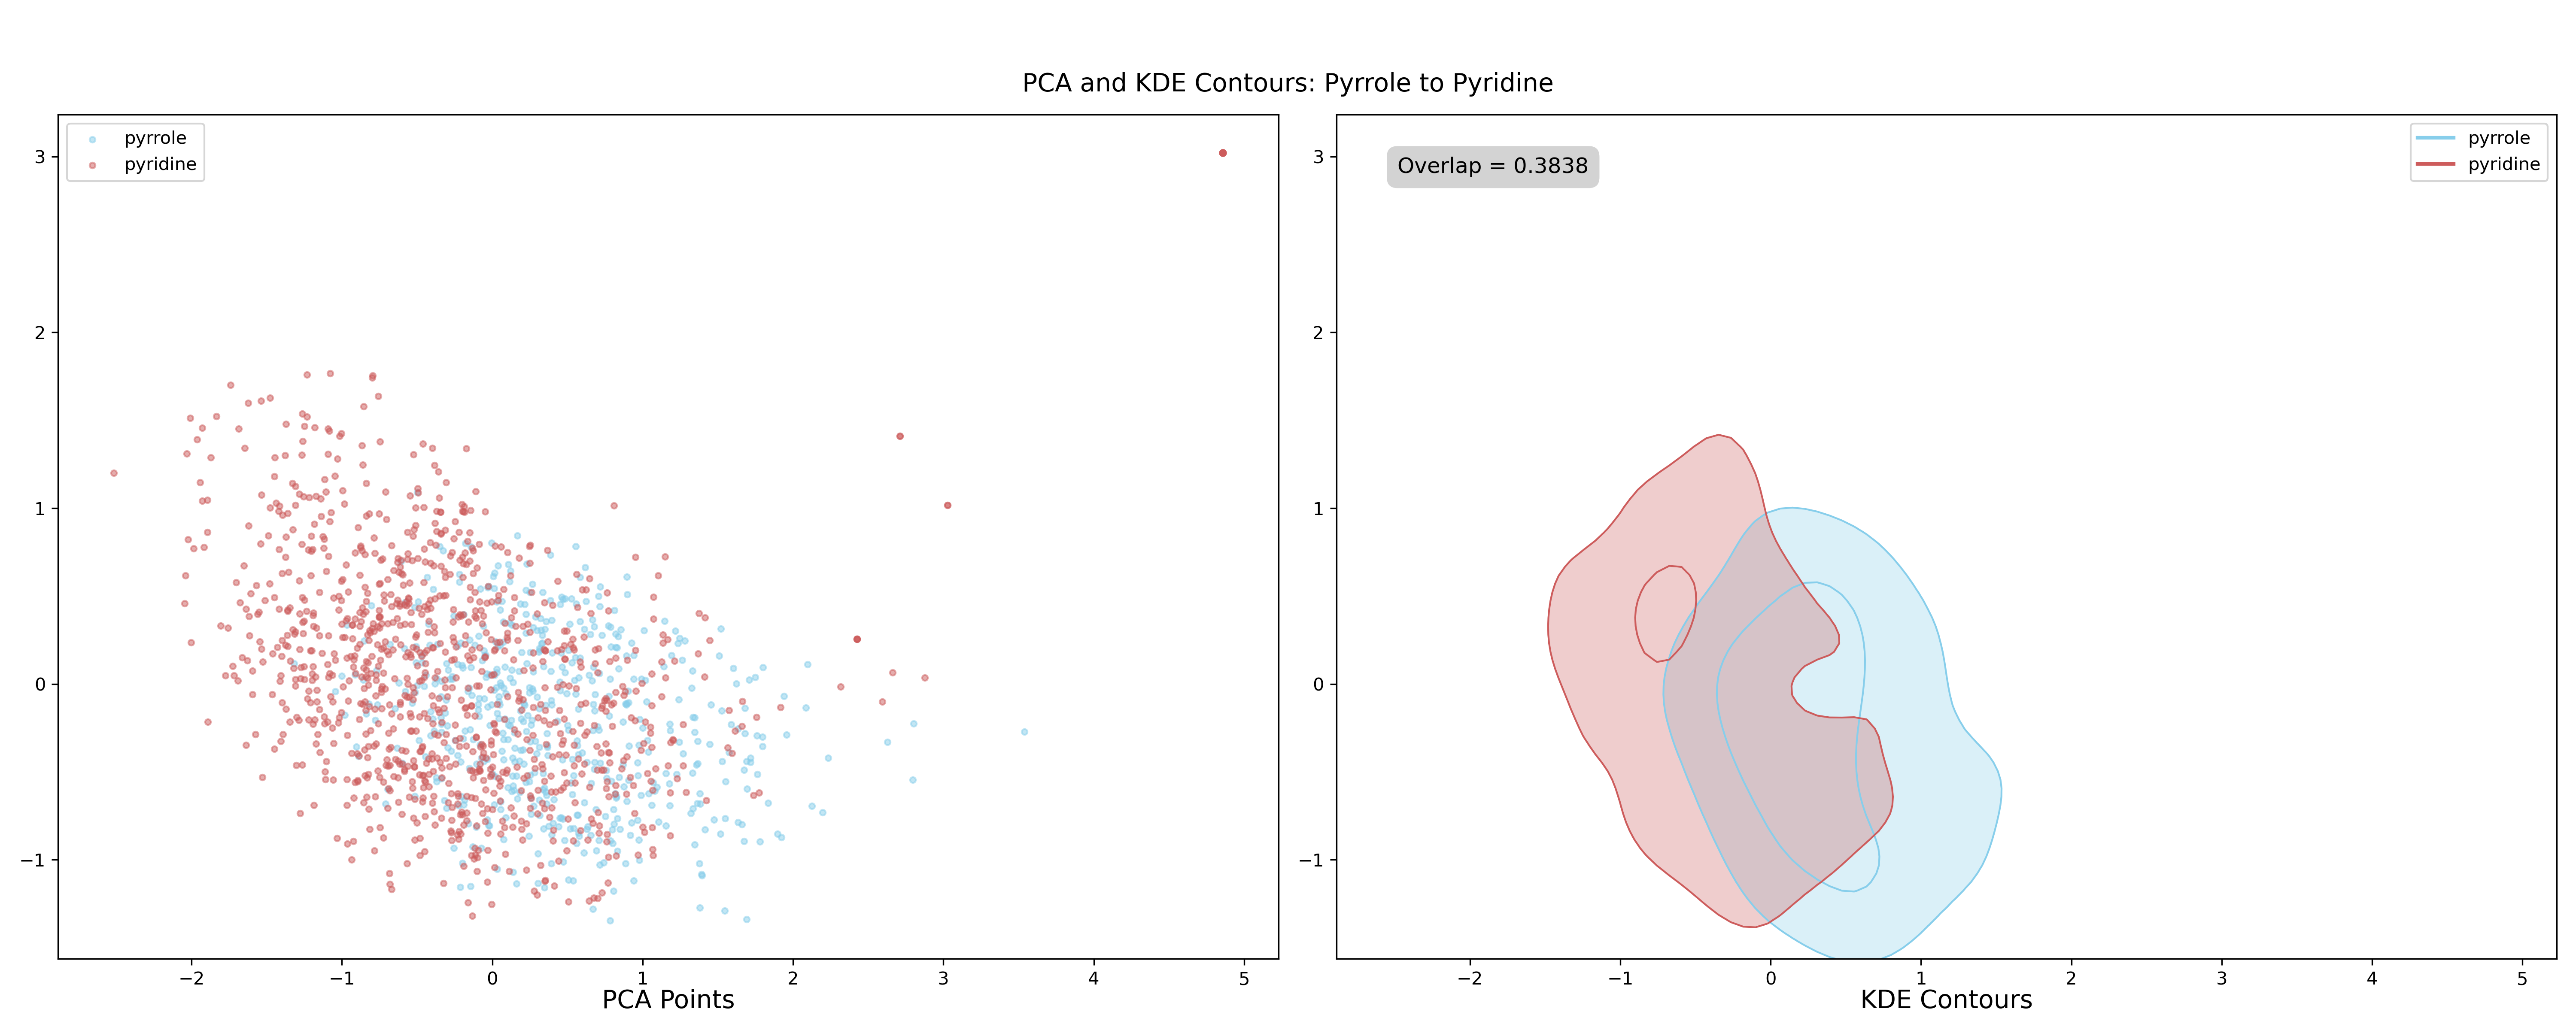 PCA and KDE Contours: Pyrrole to Pyridine
pyrrole
pyridine
3
2
1
0
−1
−2 −1 0 1 2 3 4 5
PCA Points
Overlap = 0.3838
pyrrole
pyridine
3
2
1
0
−1
−2 −1 0 1 2 3 4 5
KDE Contours